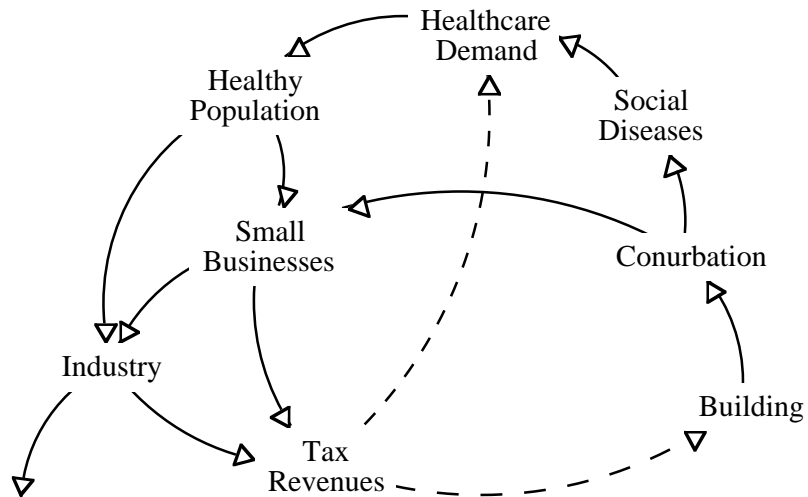 Healthcare
Demand
Healthy
Population
Social
Diseases
Small
Businesses
Conurbation
Industry
Building
Tax
Revenues